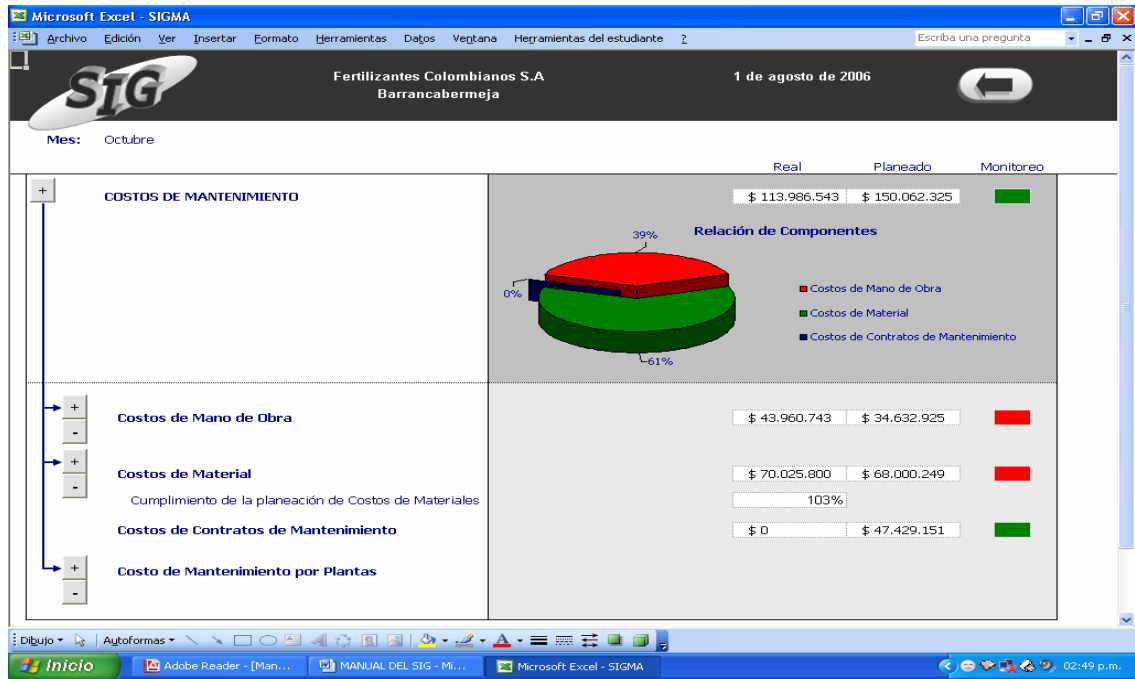 Microsoft Excel - SIGMA
Archivo Edición Ver Insertar Formato Herramientas Datos Ventana Herramientas del estudiante ? Escriba una pregunta
SIG
Fertilizantes Colombianos S.A
Barrancabermeja
1 de agosto de 2006
Mes: Octubre
Real Planeado Monitoreo
+ COSTOS DE MANTENIMIENTO $ 113.986.543 $ 150.062.325
Relación de Componentes
39%
0%
61%
Costos de Mano de Obra
Costos de Material
Costos de Contratos de Mantenimiento
+
Costos de Mano de Obra $ 43.960.743 $ 34.632.925
-
+
Costos de Material $ 70.025.800 $ 68.000.249
-
Cumplimiento de la planeación de Costos de Materiales 103%
Costos de Contratos de Mantenimiento $ 0 $ 47.429.151
+
Costo de Mantenimiento por Plantas
-
Dibujo Autoformas
Inicio Adobe Reader - [Man... MANUAL DEL SIG - Mi... Microsoft Excel - SIGMA 02:49 p.m.